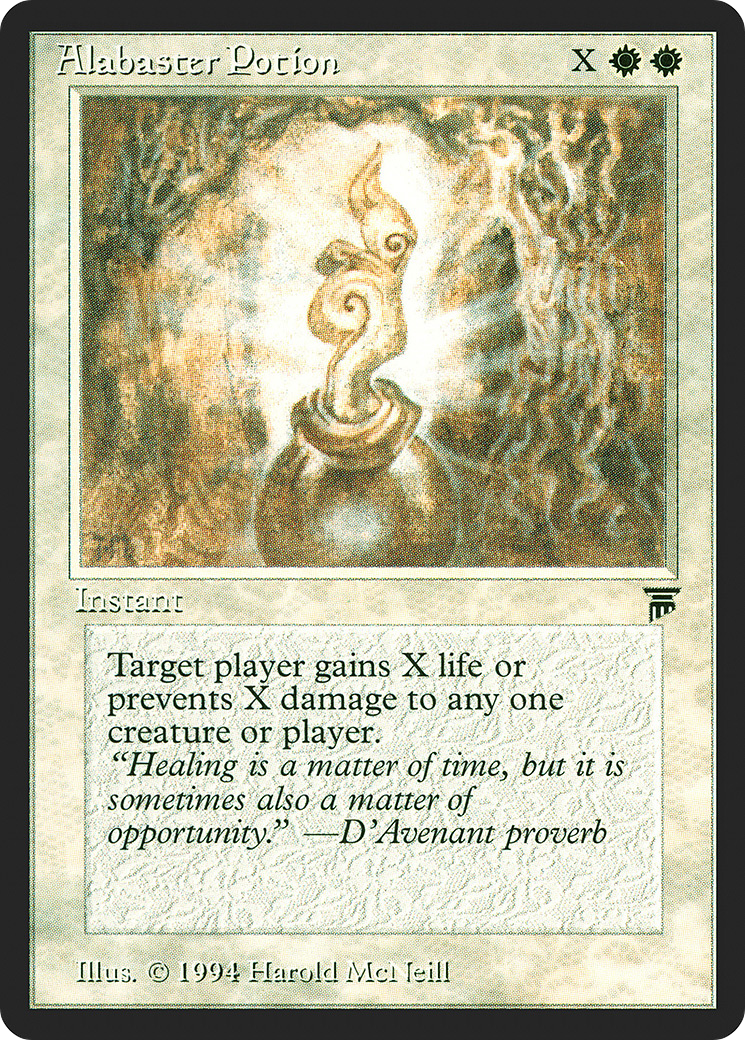 Alabaster Potion X
Instant
Target player gains X life or
prevents X damage to any one
creature or player.
“Healing is a matter of time, but it is
sometimes also a matter of
opportunity.” —D’Avenant proverb
Illus. © 1994 Harold McNeill